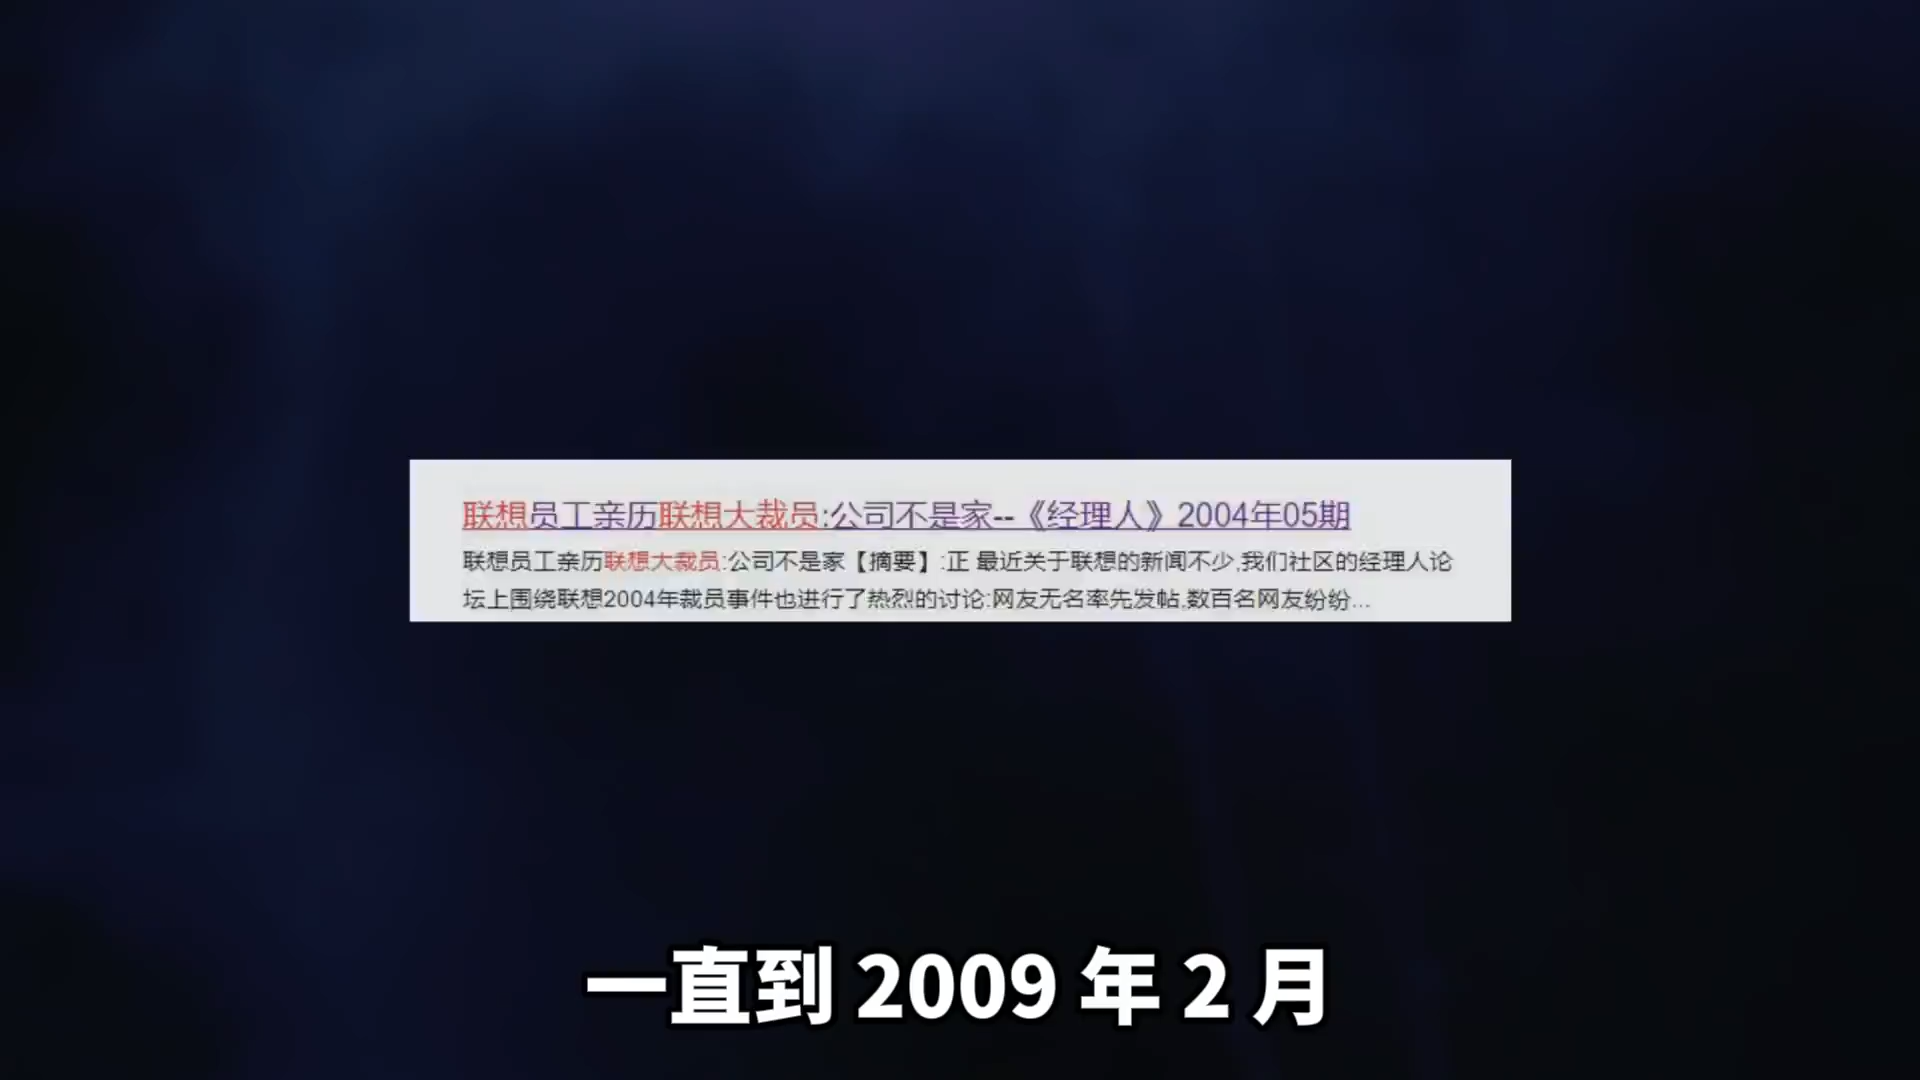 联想员工亲历联想大裁员:公司不是家--《经理人》2004年05期
联想员工亲历联想大裁员:公司不是家【摘要】:正 最近关于联想的新闻不少,我们社区的经理人论
坛上围绕联想2004年裁员事件也进行了热烈的讨论:网友无名率先发帖,数百名网友纷纷...
一直到 2009 年 2 月